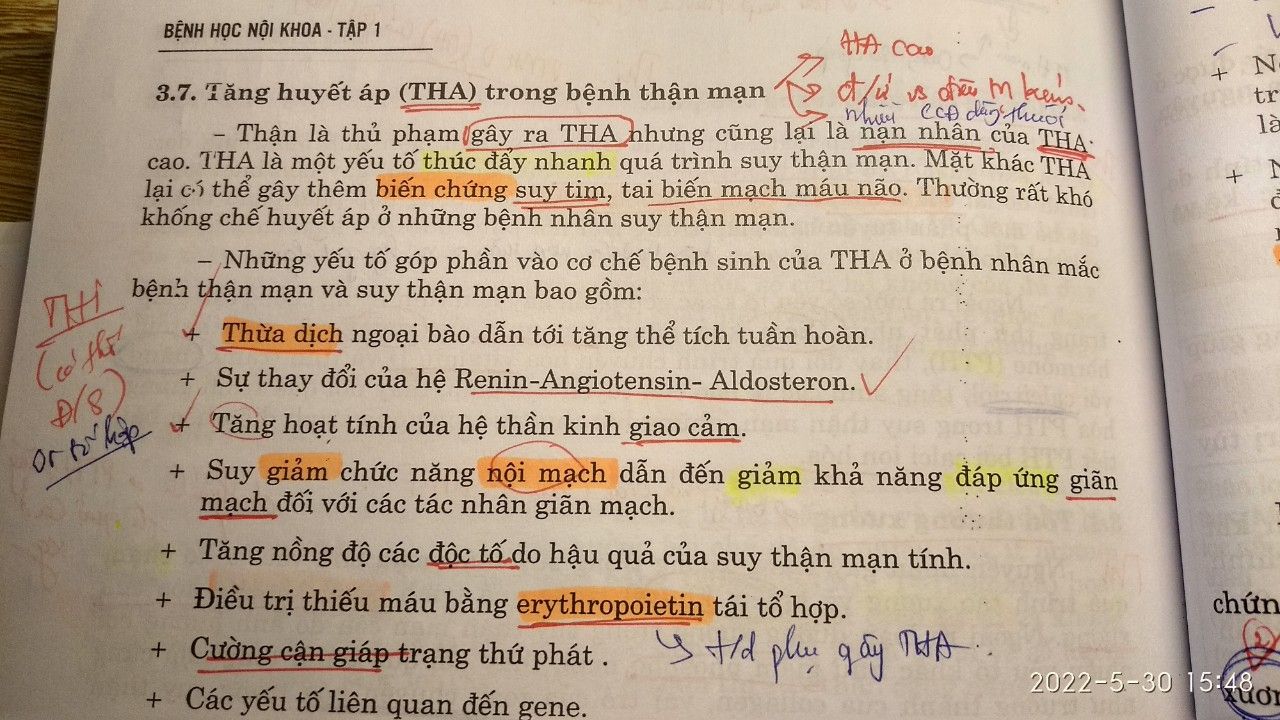 BỆNH HỌC NỘI KHOA - TẬP 1
HA cao
3.7. Tăng huyết áp (THA) trong bệnh thận mạn
đ/ứ vs điều
nhiều dùng thuốc
– Thận là thủ phạm gây ra THA nhưng cũng lại là nạn nhân của THA
cao. THA là một yếu tố thúc đẩy nhanh quá trình suy thận mạn. Mặt khác THA
lại có thể gây thêm biến chứng suy tim, tai biến mạch máu não. Thường rất khó
khống chế huyết áp ở những bệnh nhân suy thận mạn.
– Những yếu tố góp phần vào cơ chế bệnh sinh của THA ở bệnh nhân mắc
bệnh thận mạn và suy thận mạn bao gồm:
THA
(có thể
Đ/S)
or tổ hợp
+ Thừa dịch ngoại bào dẫn tới tăng thể tích tuần hoàn.
+ Sự thay đổi của hệ Renin-Angiotensin- Aldosteron.
+ Tăng hoạt tính của hệ thần kinh giao cảm.
+ Suy giảm chức năng nội mạch dẫn đến giảm khả năng đáp ứng giãn
mạch đối với các tác nhân giãn mạch.
+ Tăng nồng độ các độc tố do hậu quả của suy thận mạn tính.
+ Điều trị thiếu máu bằng erythropoietin tái tổ hợp.
+ Cường cận giáp trạng thứ phát .
t/d phụ gây THA
+ Các yếu tố liên quan đến gene.
+ N
tr
là
+ N
chứn
2
xươn
2022-5-30 15:48